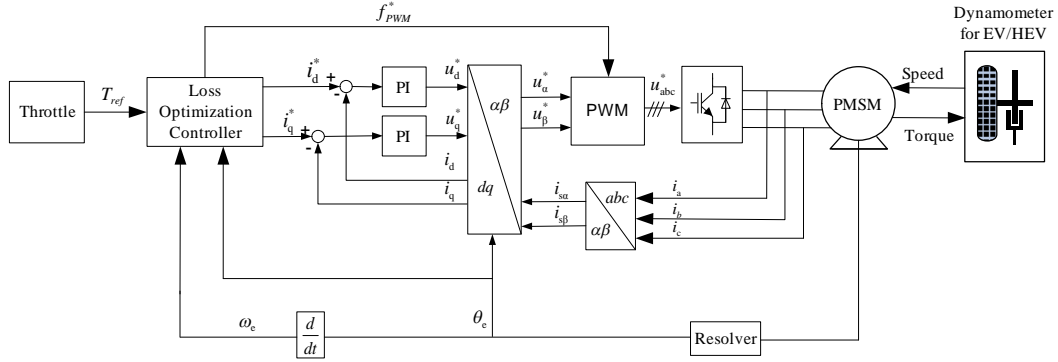 f*PWM
Dynamometer
for EV/HEV
Throttle
Tref
Loss
Optimization
Controller
i*d
i*q
+
-
+
-
PI
PI
u*d
u*q
id
iq
αβ
dq
u*α
u*β
PWM
u*abc
PMSM
Speed
Torque
isα
isβ
abc
αβ
ia
ib
ic
ωe
d
dt
θe
Resolver